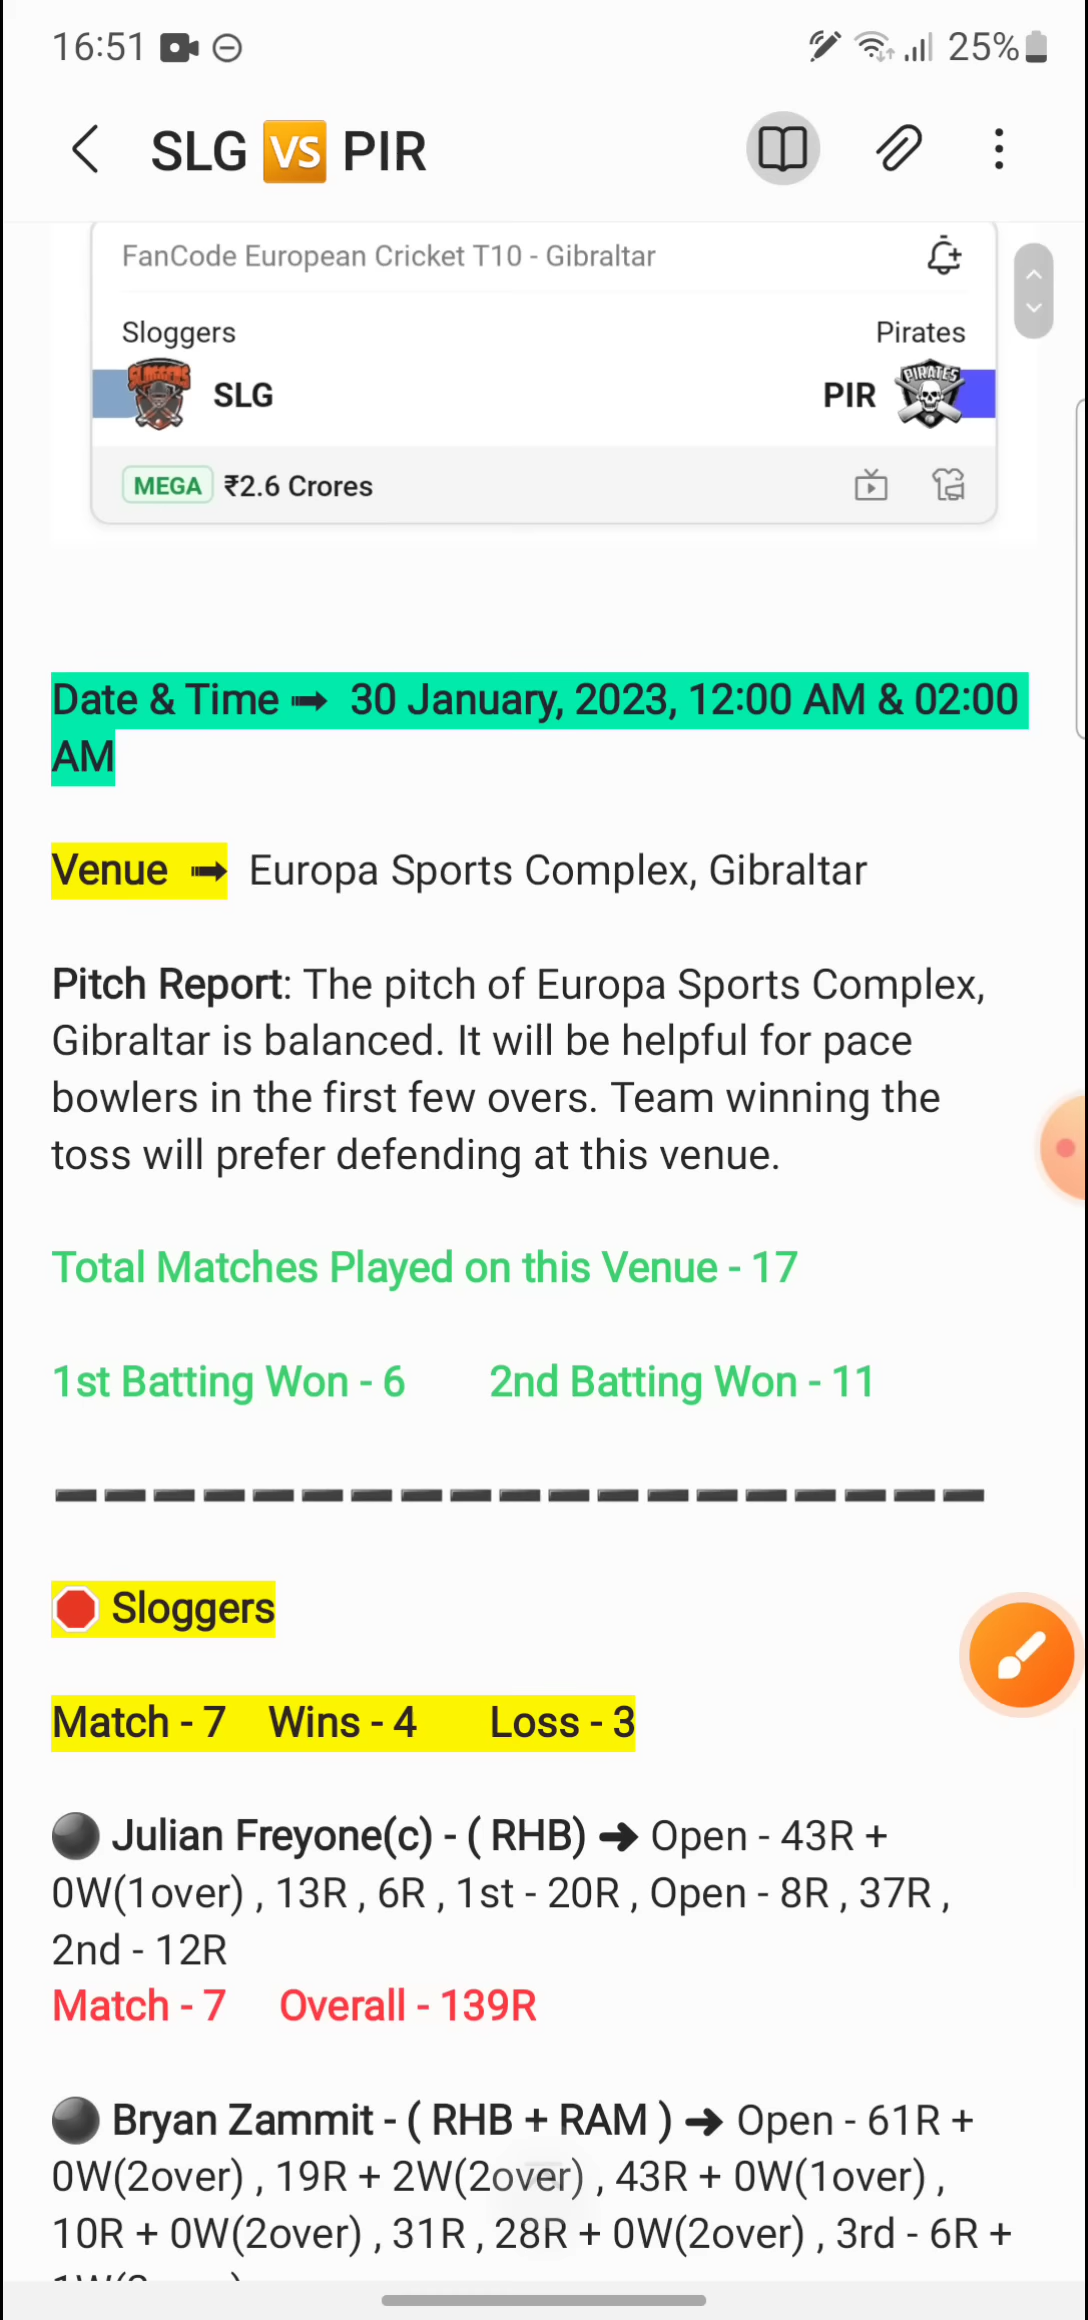 16:51 25%
SLG VS PIR
FanCode European Cricket T10 - Gibraltar
Sloggers Pirates
SLOGGERS SLG PIR PIRATES
MEGA ₹2.6 Crores
Date & Time ➟ 30 January, 2023, 12:00 AM & 02:00
AM
Venue ➟ Europa Sports Complex, Gibraltar
Pitch Report: The pitch of Europa Sports Complex,
Gibraltar is balanced. It will be helpful for pace
bowlers in the first few overs. Team winning the
toss will prefer defending at this venue.
Total Matches Played on this Venue - 17
1st Batting Won - 6 2nd Batting Won - 11
🛑 Sloggers
Match - 7 Wins - 4 Loss - 3
⚫ Julian Freyone(c) - ( RHB) ➜ Open - 43R +
0W(1over) , 13R , 6R , 1st - 20R , Open - 8R , 37R ,
2nd - 12R
Match - 7 Overall - 139R
⚫ Bryan Zammit - ( RHB + RAM ) ➜ Open - 61R +
0W(2over) , 19R + 2W(2over) , 43R + 0W(1over) ,
10R + 0W(2over) , 31R , 28R + 0W(2over) , 3rd - 6R +